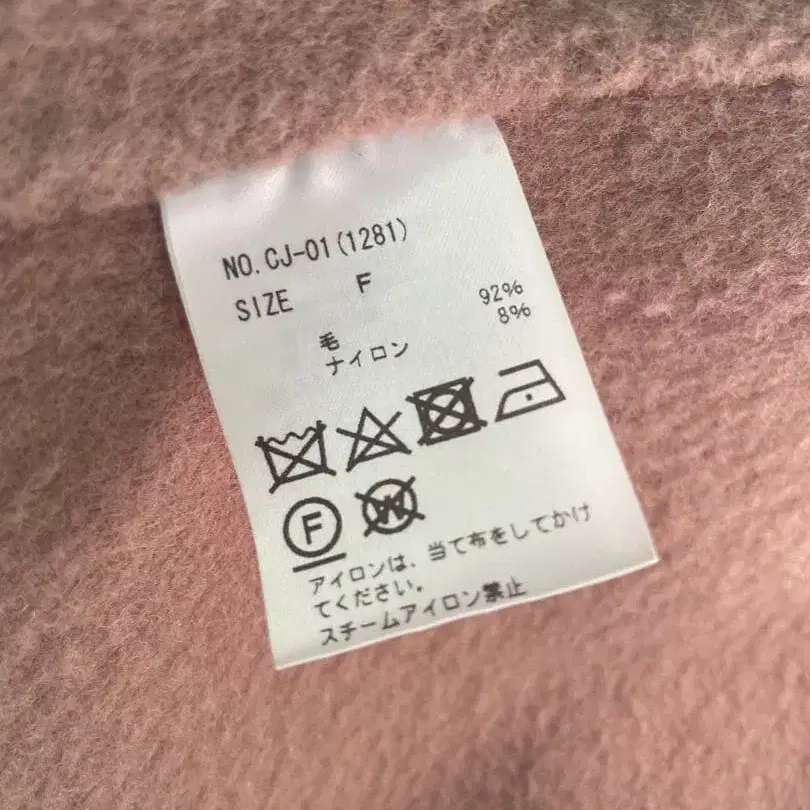 NO.CJ-01(1281)
SIZE F
毛 92%
ナイロン 8%
F W
アイロンは、当て布をしてかけ
てください。
スチームアイロン禁止